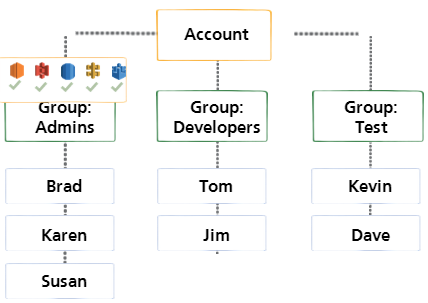 Account
Group:
Admins
Group:
Developers
Group:
Test
Brad
Tom
Kevin
Karen
Jim
Dave
Susan